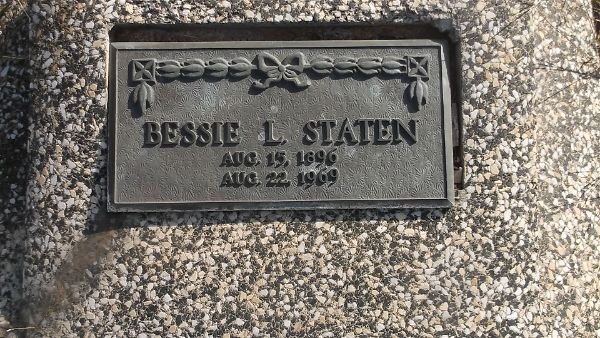 BESSIE L. STATEN
AUG. 15, 1896
AUG. 22, 1969